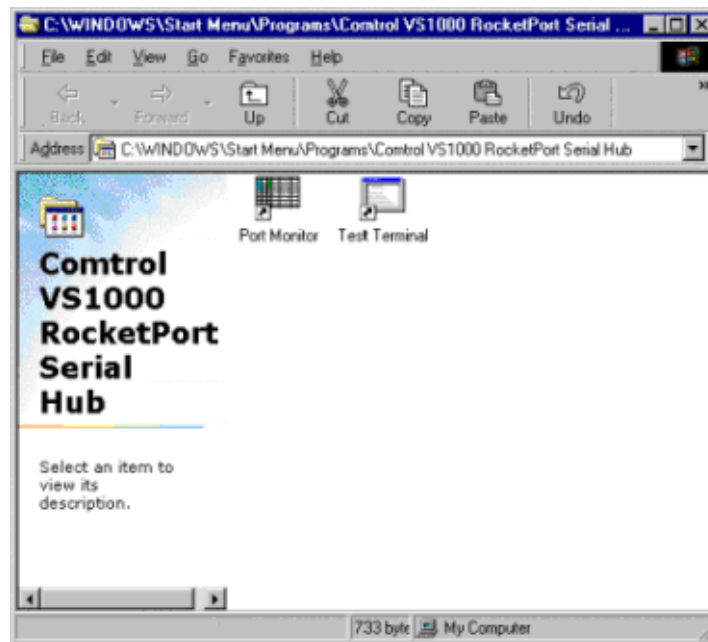 C:\WINDOWS\Start Menu\Programs\Comtrol VS1000 RocketPort Serial ...
File Edit View Go Favorites Help
Back Forward Up Cut Copy Paste Undo
Address C:\WINDOWS\Start Menu\Programs\Comtrol VS1000 RocketPort Serial Hub
Port Monitor Test Terminal
Comtrol
VS1000
RocketPort
Serial
Hub
Select an item to
view its
description.
733 byte My Computer